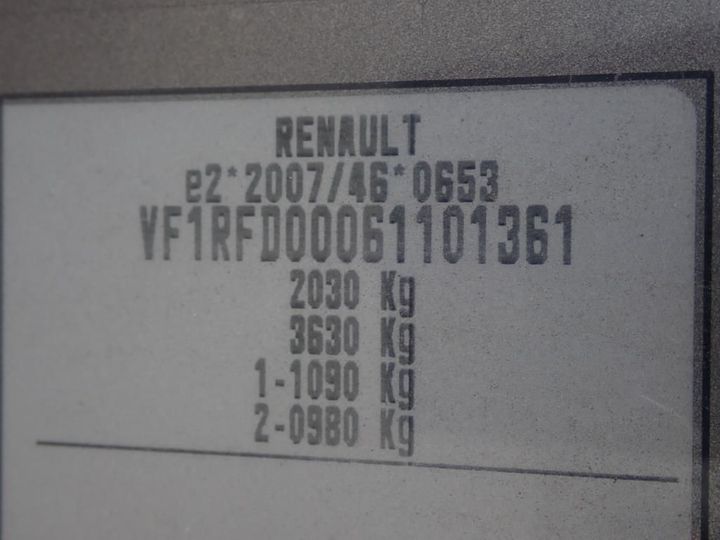 RENAULT
e2*2007/46*0653
VF1RFD00061101361
2030 Kg
3630 Kg
1-1090 Kg
2-0980 Kg